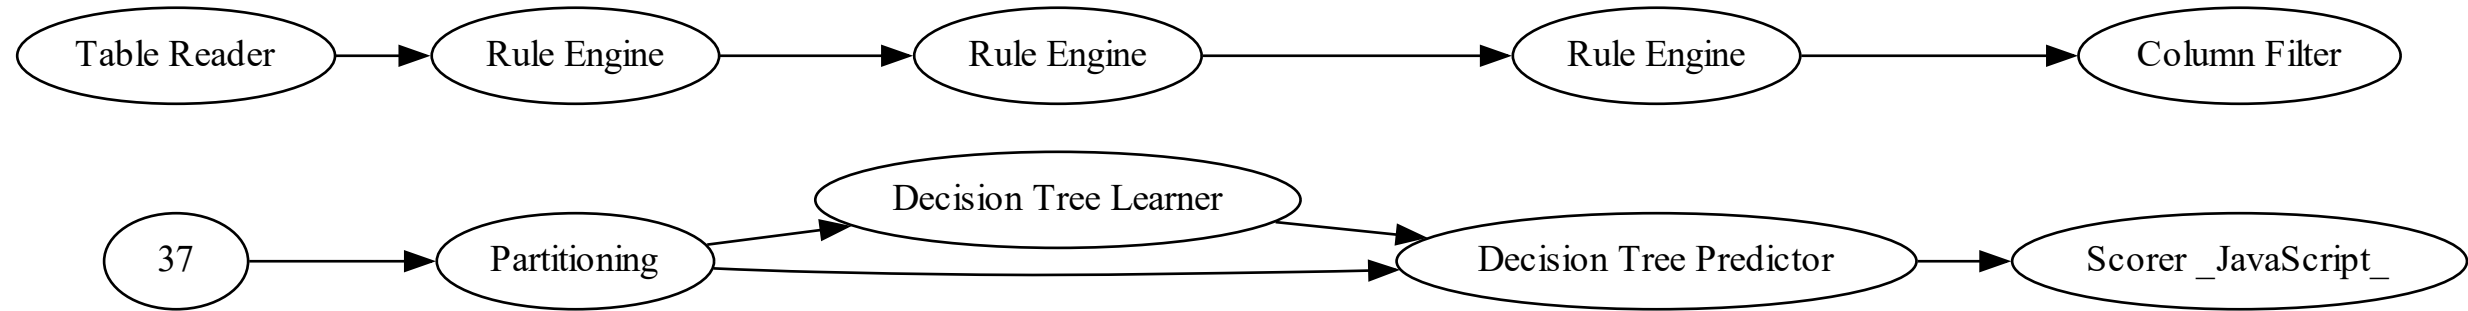 Table Reader
Rule Engine
Rule Engine
Rule Engine
Column Filter
Decision Tree Learner
37
Partitioning
Decision Tree Predictor
Scorer _JavaScript_